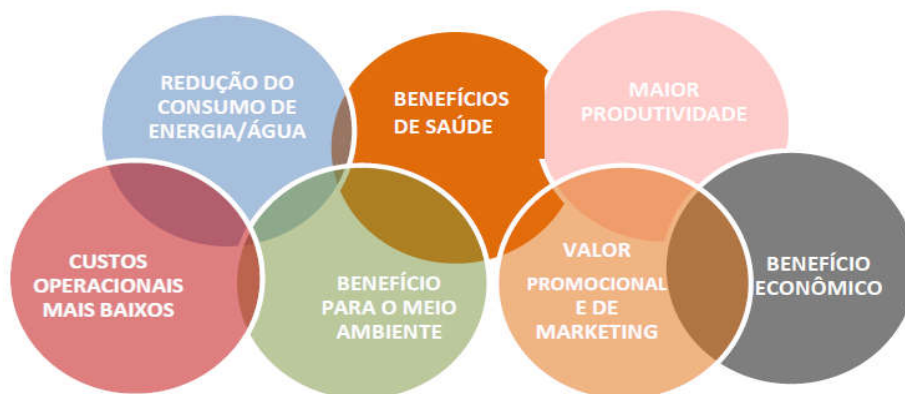 REDUÇÃO DO
CONSUMO DE
ENERGIA/ÁGUA
BENEFÍCIOS
DE SAÚDE
MAIOR
PRODUTIVIDADE
CUSTOS
OPERACIONAIS
MAIS BAIXOS
BENEFÍCIO
PARA O MEIO
AMBIENTE
VALOR
PROMOCIONAL
E DE
MARKETING
BENEFÍCIO
ECONÔMICO